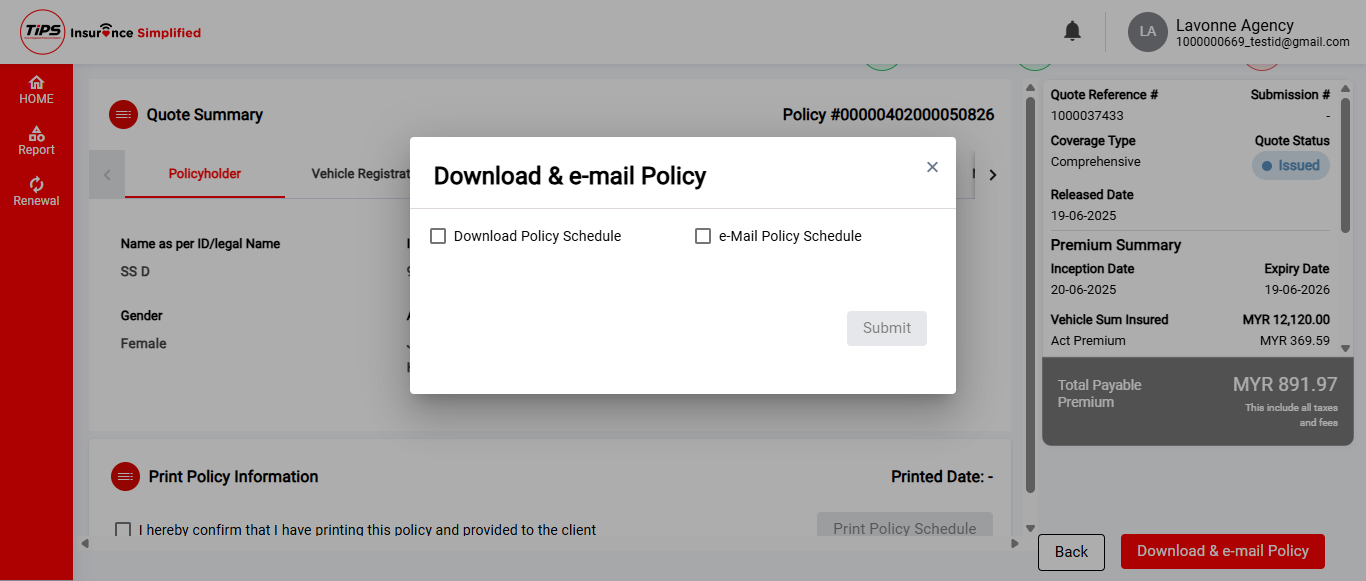 TiPS Insurance Simplified
LA
Lavonne Agency
1000000669_testid@gmail.com
HOME
Report
Renewal
Quote Summary
Policy #00000402000050826
Policyholder
Vehicle Registrat
Name as per ID/legal Name
SS D
Gender
Female
Download & e-mail Policy
Download Policy Schedule
e-Mail Policy Schedule
Submit
Print Policy Information
Printed Date: -
I hereby confirm that I have printing this policy and provided to the client
Print Policy Schedule
Quote Reference #
Submission #
1000037433
-
Coverage Type
Quote Status
Comprehensive
Issued
Released Date
19-06-2025
Premium Summary
Inception Date
Expiry Date
20-06-2025
19-06-2026
Vehicle Sum Insured
MYR 12,120.00
Act Premium
MYR 369.59
Total Payable
Premium
MYR 891.97
This include all taxes
and fees
Back
Download & e-mail Policy